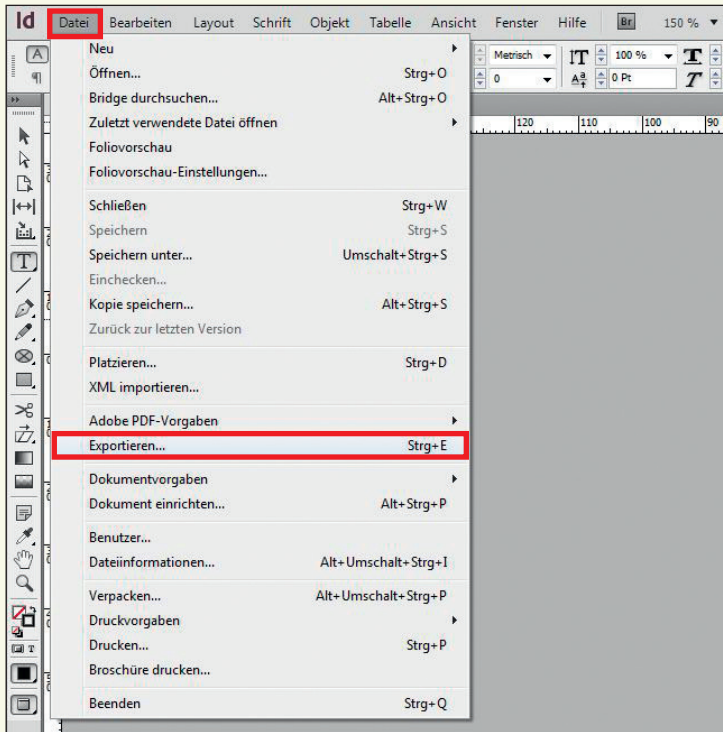 Id Datei Bearbeiten Layout Schrift Objekt Tabelle Ansicht Fenster Hilfe Br 150 %
A Metrisch 100 %
0 0 Pt
120 110 100 90
Neu
Öffnen... Strg+O
Bridge durchsuchen... Alt+Strg+O
Zuletzt verwendete Datei öffnen
Foliovorschau
Foliovorschau-Einstellungen...
Schließen Strg+W
Speichern Strg+S
Speichern unter... Umschalt+Strg+S
Einchecken...
Kopie speichern... Alt+Strg+S
Zurück zur letzten Version
Platzieren... Strg+D
XML importieren...
Adobe PDF-Vorgaben
Exportieren... Strg+E
Dokumentvorgaben
Dokument einrichten... Alt+Strg+P
Benutzer...
Dateiinformationen... Alt+Umschalt+Strg+I
Verpacken... Alt+Umschalt+Strg+P
Druckvorgaben
Drucken... Strg+P
Broschüre drucken...
Beenden Strg+Q